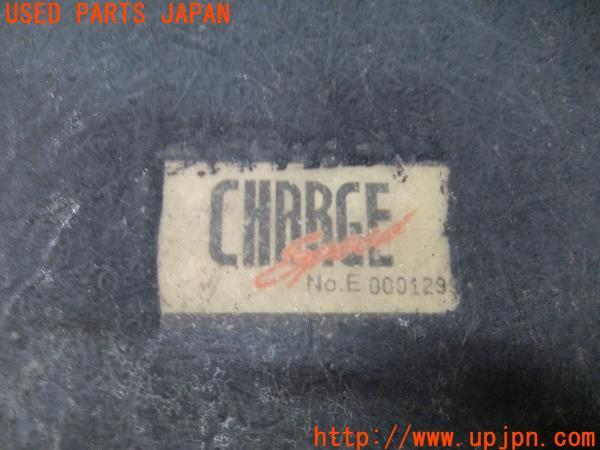 USED PARTS JAPAN
CHARGE
Speed
No.E 000129
http://www.upjpn.com/